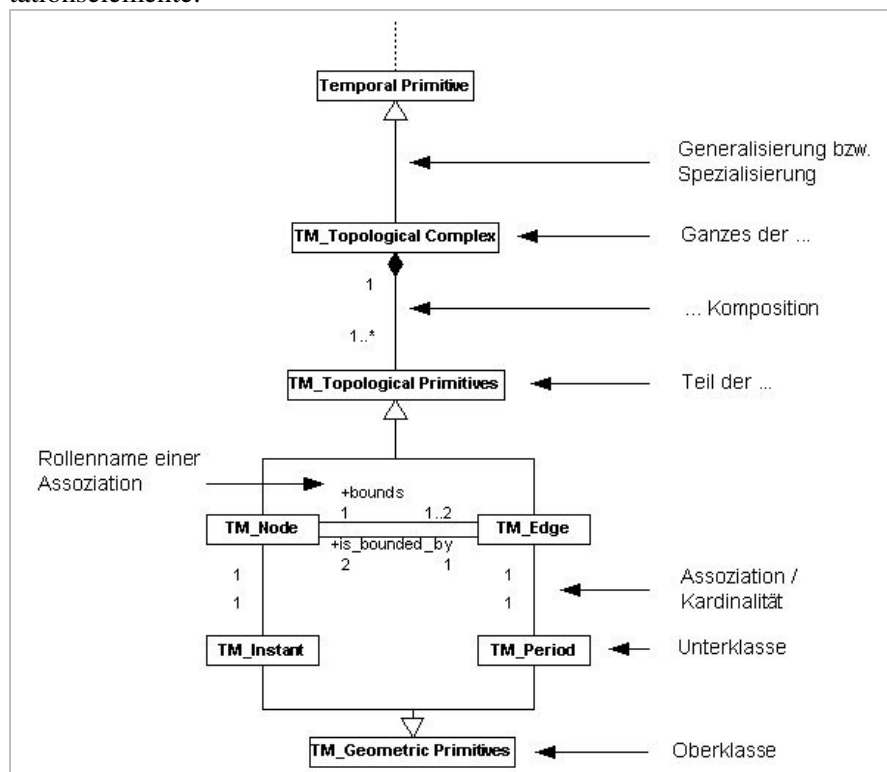 tationselemente.
Temporal Primitive
Generalisierung bzw.
Spezialisierung
TM_Topological Complex
Ganzes der ...
1
... Komposition
1..*
TM_Topological Primitives
Teil der ...
Rollenname einer
Assoziation
+bounds
1
1..2
TM_Node
TM_Edge
+is_bounded_by
2
1
1
1
Assoziation /
Kardinalität
1
1
TM_Instant
TM_Period
Unterklasse
TM_Geometric Primitives
Oberklasse